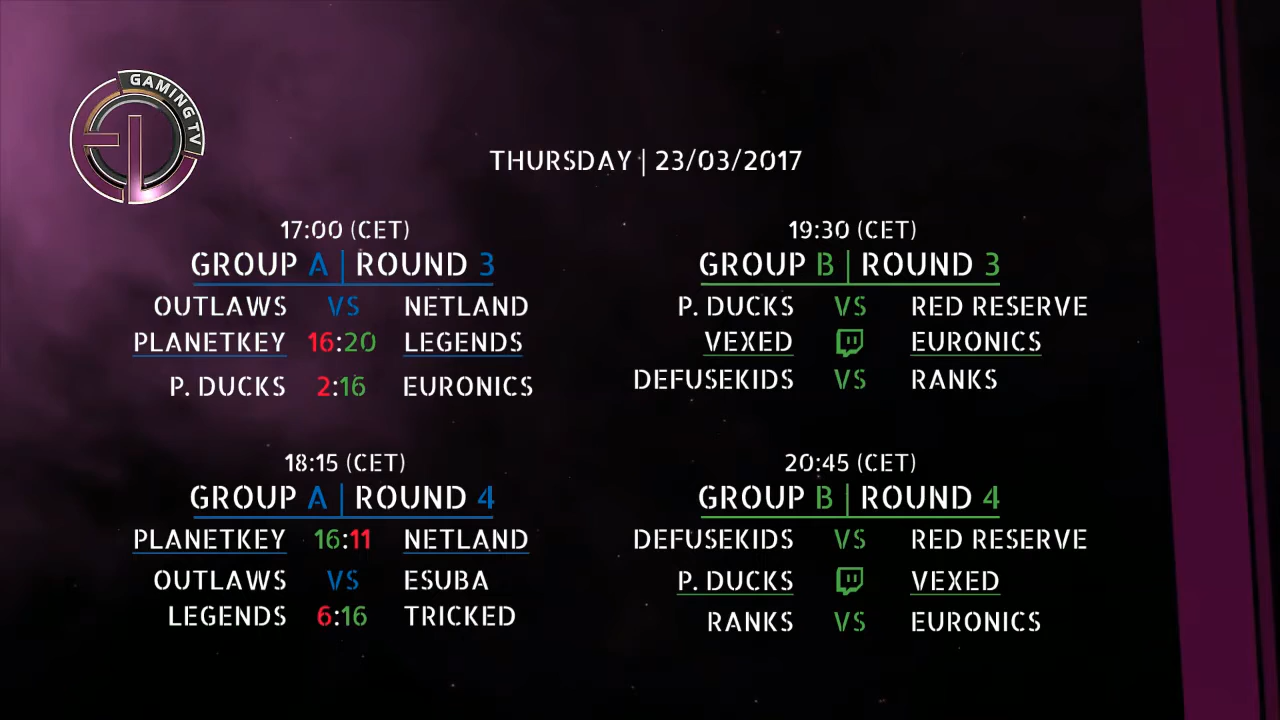 GAMING TV
THURSDAY | 23/03/2017
17:00 (CET)
GROUP A | ROUND 3
OUTLAWS VS NETLAND
PLANETKEY 16:20 LEGENDS
P. DUCKS 2:16 EURONICS
18:15 (CET)
GROUP A | ROUND 4
PLANETKEY 16:11 NETLAND
OUTLAWS VS ESUBA
LEGENDS 6:16 TRICKED
19:30 (CET)
GROUP B | ROUND 3
P. DUCKS VS RED RESERVE
VEXED EURONICS
DEFUSEKIDS VS RANKS
20:45 (CET)
GROUP B | ROUND 4
DEFUSEKIDS VS RED RESERVE
P. DUCKS VEXED
RANKS VS EURONICS